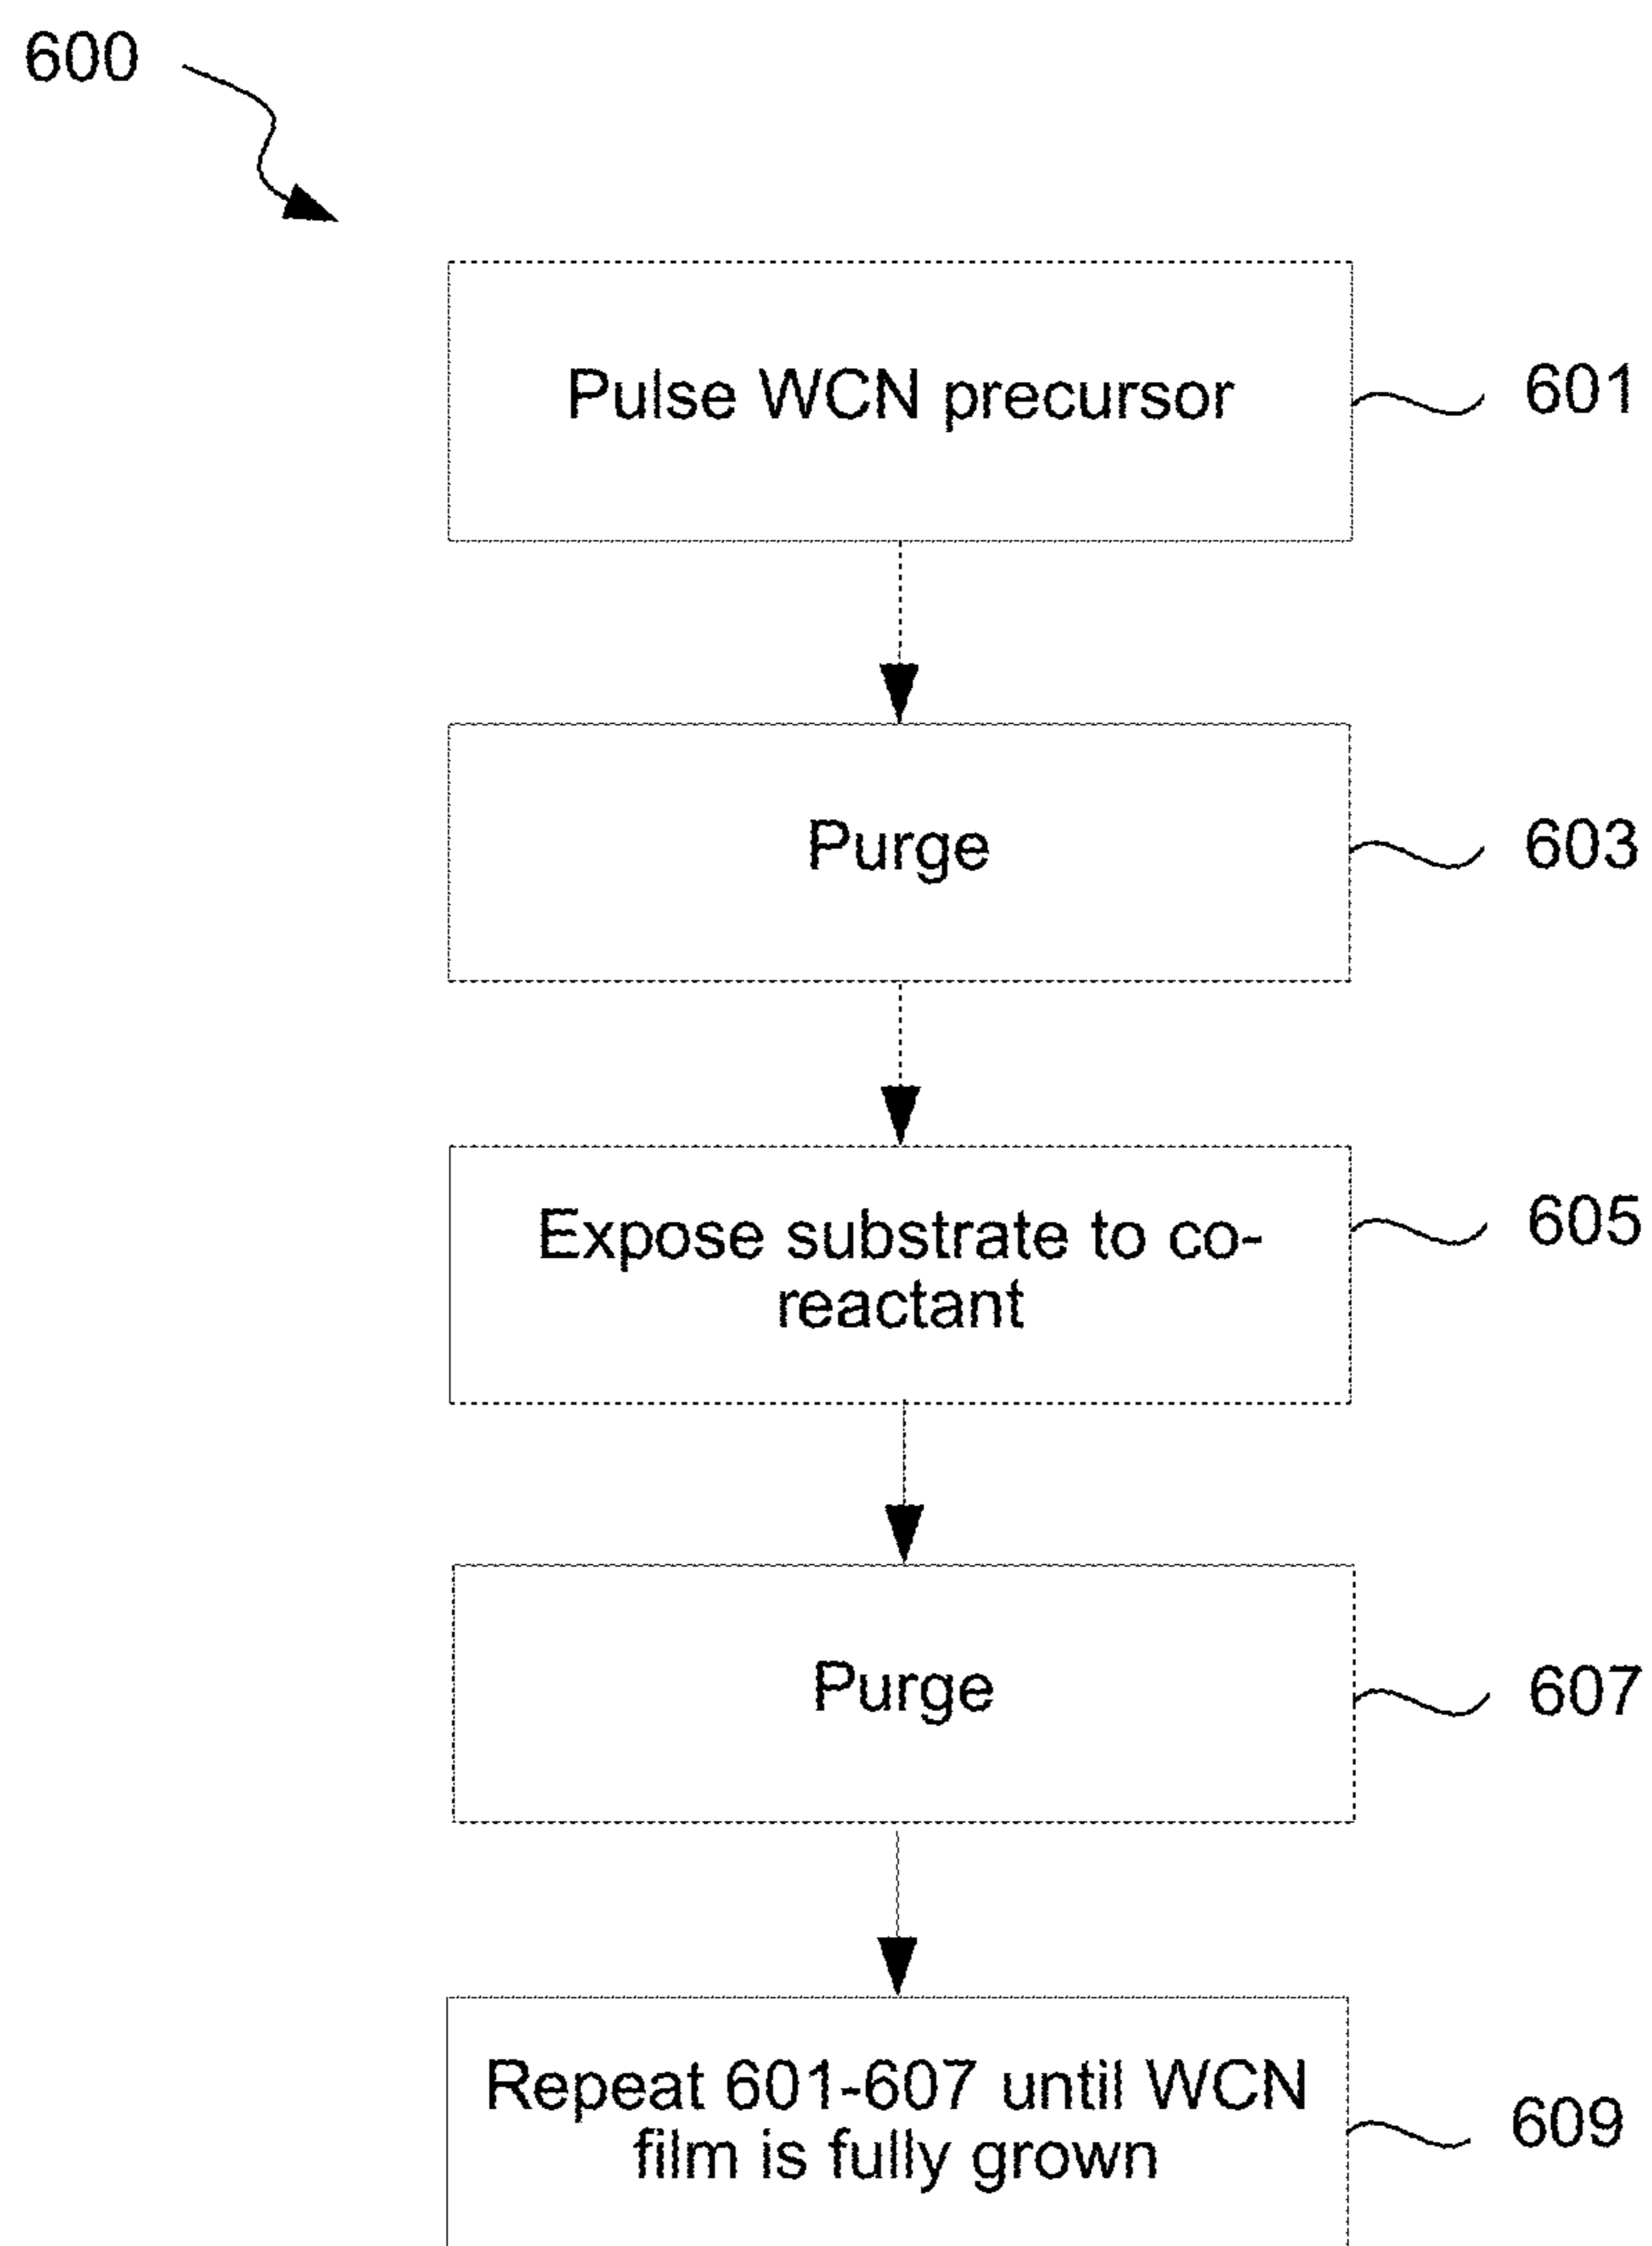 600
Pulse WCN precursor
601
Purge
603
Expose substrate to co-
reactant
605
Purge
607
Repeat 601-607 until WCN
film is fully grown
609